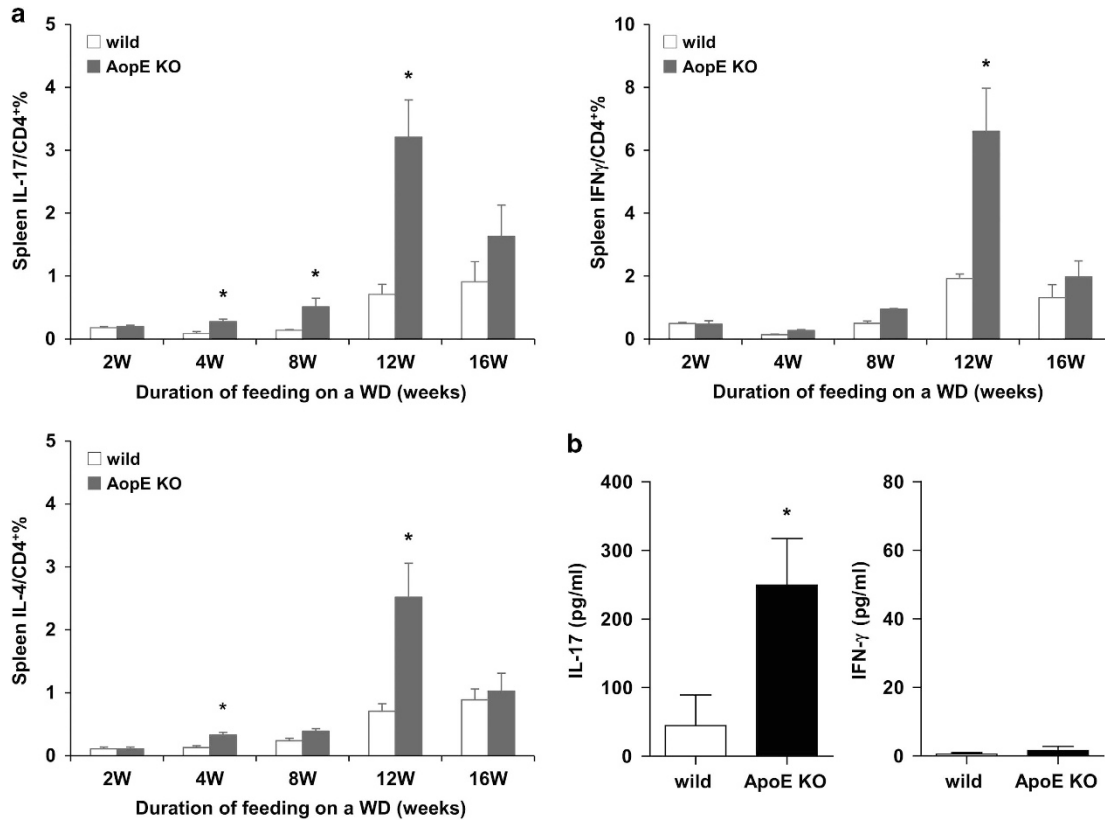 a
5
4
3
2
1
0
Spleen IL-17/CD4⁺%
wild
AopE KO
*
*
*
2W 4W 8W 12W 16W
Duration of feeding on a WD (weeks)
10
8
6
4
2
0
Spleen IFNγ/CD4⁺%
wild
AopE KO
*
2W 4W 8W 12W 16W
Duration of feeding on a WD (weeks)
5
4
3
2
1
0
Spleen IL-4/CD4⁺%
wild
AopE KO
*
*
2W 4W 8W 12W 16W
Duration of feeding on a WD (weeks)
b
400
300
200
100
0
IL-17 (pg/ml)
*
wild ApoE KO
80
60
40
20
0
IFN-γ (pg/ml)
wild ApoE KO